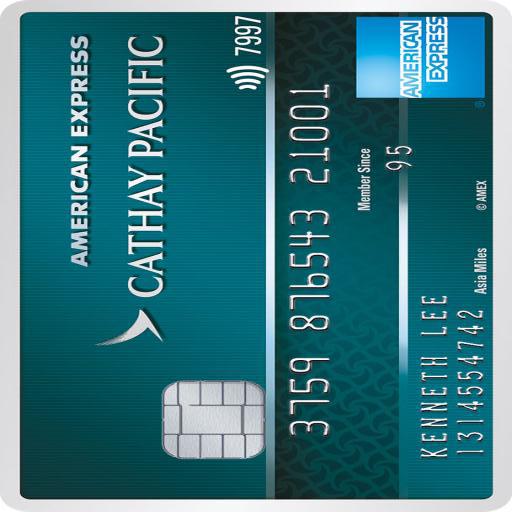 AMERICAN EXPRESS
CATHAY PACIFIC
7997
3759 876543 21001
Member Since
95
AMERICAN EXPRESS
®
KENNETH LEE
1314554742
Asia Miles
© AMEX